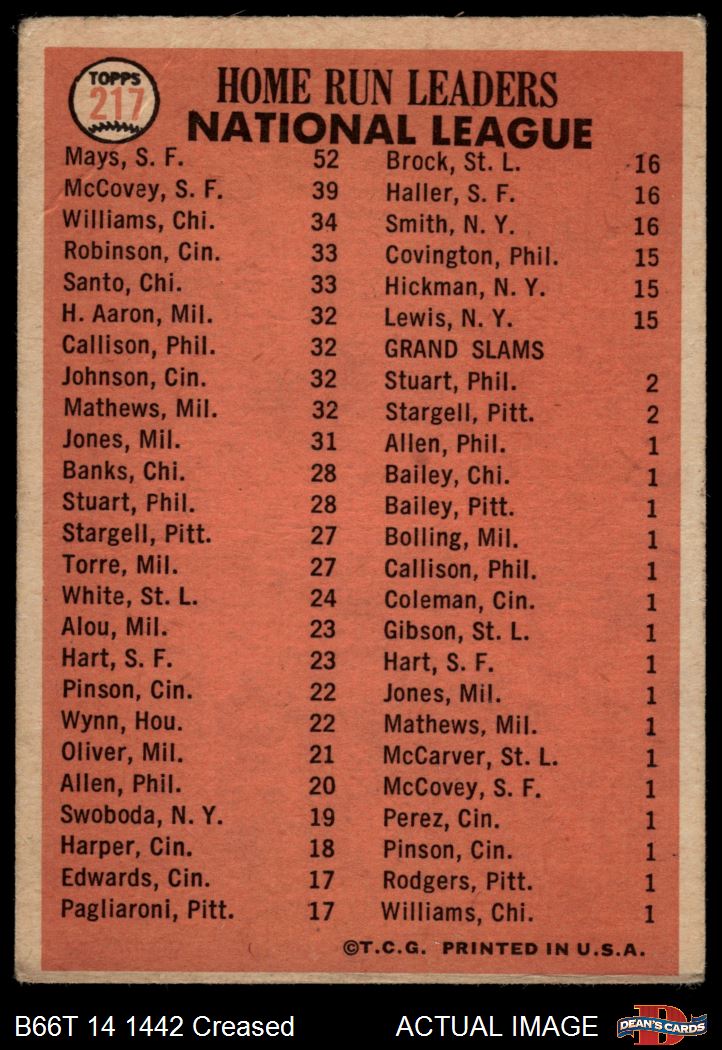 TOPPS
217
HOME RUN LEADERS
NATIONAL LEAGUE
Mays, S. F. 52
McCovey, S. F. 39
Williams, Chi. 34
Robinson, Cin. 33
Santo, Chi. 33
H. Aaron, Mil. 32
Callison, Phil. 32
Johnson, Cin. 32
Mathews, Mil. 32
Jones, Mil. 31
Banks, Chi. 28
Stuart, Phil. 28
Stargell, Pitt. 27
Torre, Mil. 27
White, St. L. 24
Alou, Mil. 23
Hart, S. F. 23
Pinson, Cin. 22
Wynn, Hou. 22
Oliver, Mil. 21
Allen, Phil. 20
Swoboda, N. Y. 19
Harper, Cin. 18
Edwards, Cin. 17
Pagliaroni, Pitt. 17
Brock, St. L. 16
Haller, S. F. 16
Smith, N. Y. 16
Covington, Phil. 15
Hickman, N. Y. 15
Lewis, N. Y. 15
GRAND SLAMS
Stuart, Phil. 2
Stargell, Pitt. 2
Allen, Phil. 1
Bailey, Chi. 1
Bailey, Pitt. 1
Bolling, Mil. 1
Callison, Phil. 1
Coleman, Cin. 1
Gibson, St. L. 1
Hart, S. F. 1
Jones, Mil. 1
Mathews, Mil. 1
McCarver, St. L. 1
McCovey, S. F. 1
Perez, Cin. 1
Pinson, Cin. 1
Rodgers, Pitt. 1
Williams, Chi. 1
©T.C.G. PRINTED IN U.S.A.
B66T 14 1442 Creased
ACTUAL IMAGE
D
DEAN'S CARDS